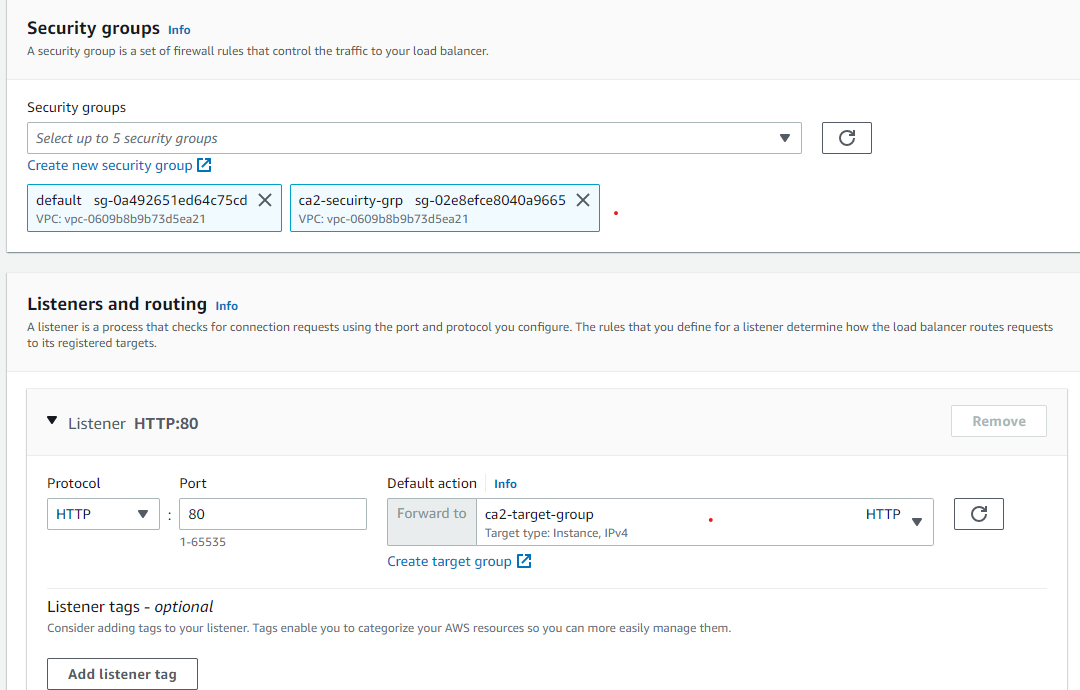 Security groups Info
A security group is a set of firewall rules that control the traffic to your load balancer.
Security groups
Select up to 5 security groups
Create new security group
default sg-0a492651ed64c75cd
VPC: vpc-0609b8b9b73d5ea21
ca2-secuirty-grp sg-02e8efce8040a9665
VPC: vpc-0609b8b9b73d5ea21
Listeners and routing Info
A listener is a process that checks for connection requests using the port and protocol you configure. The rules that you define for a listener determine how the load balancer routes requests
to its registered targets.
Listener HTTP:80
Remove
Protocol
Port
Default action Info
HTTP
:
80
1-65535
Forward to
ca2-target-group
HTTP
Target type: Instance, IPv4
Create target group
Listener tags - optional
Consider adding tags to your listener. Tags enable you to categorize your AWS resources so you can more easily manage them.
Add listener tag